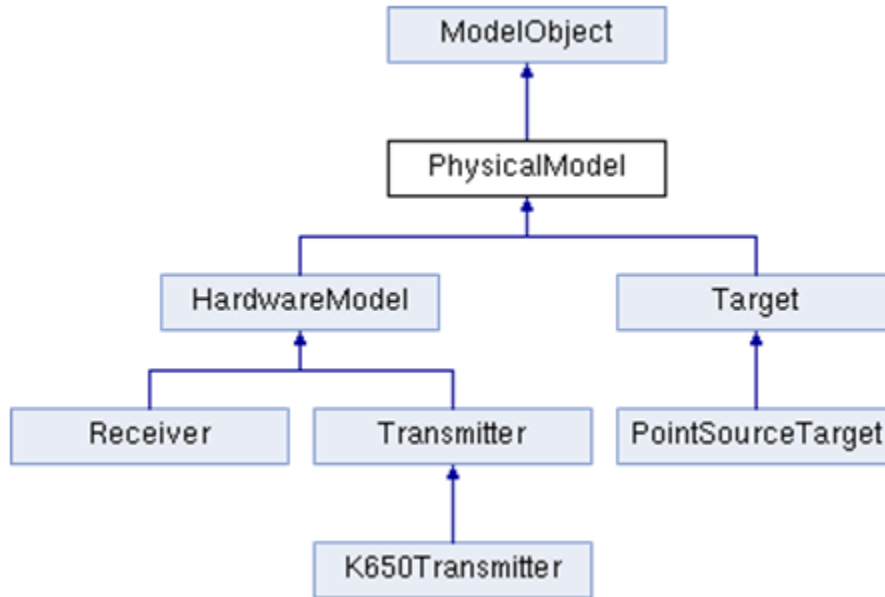 ModelObject
PhysicalModel
HardwareModel
Target
Receiver
Transmitter
PointSourceTarget
K650Transmitter